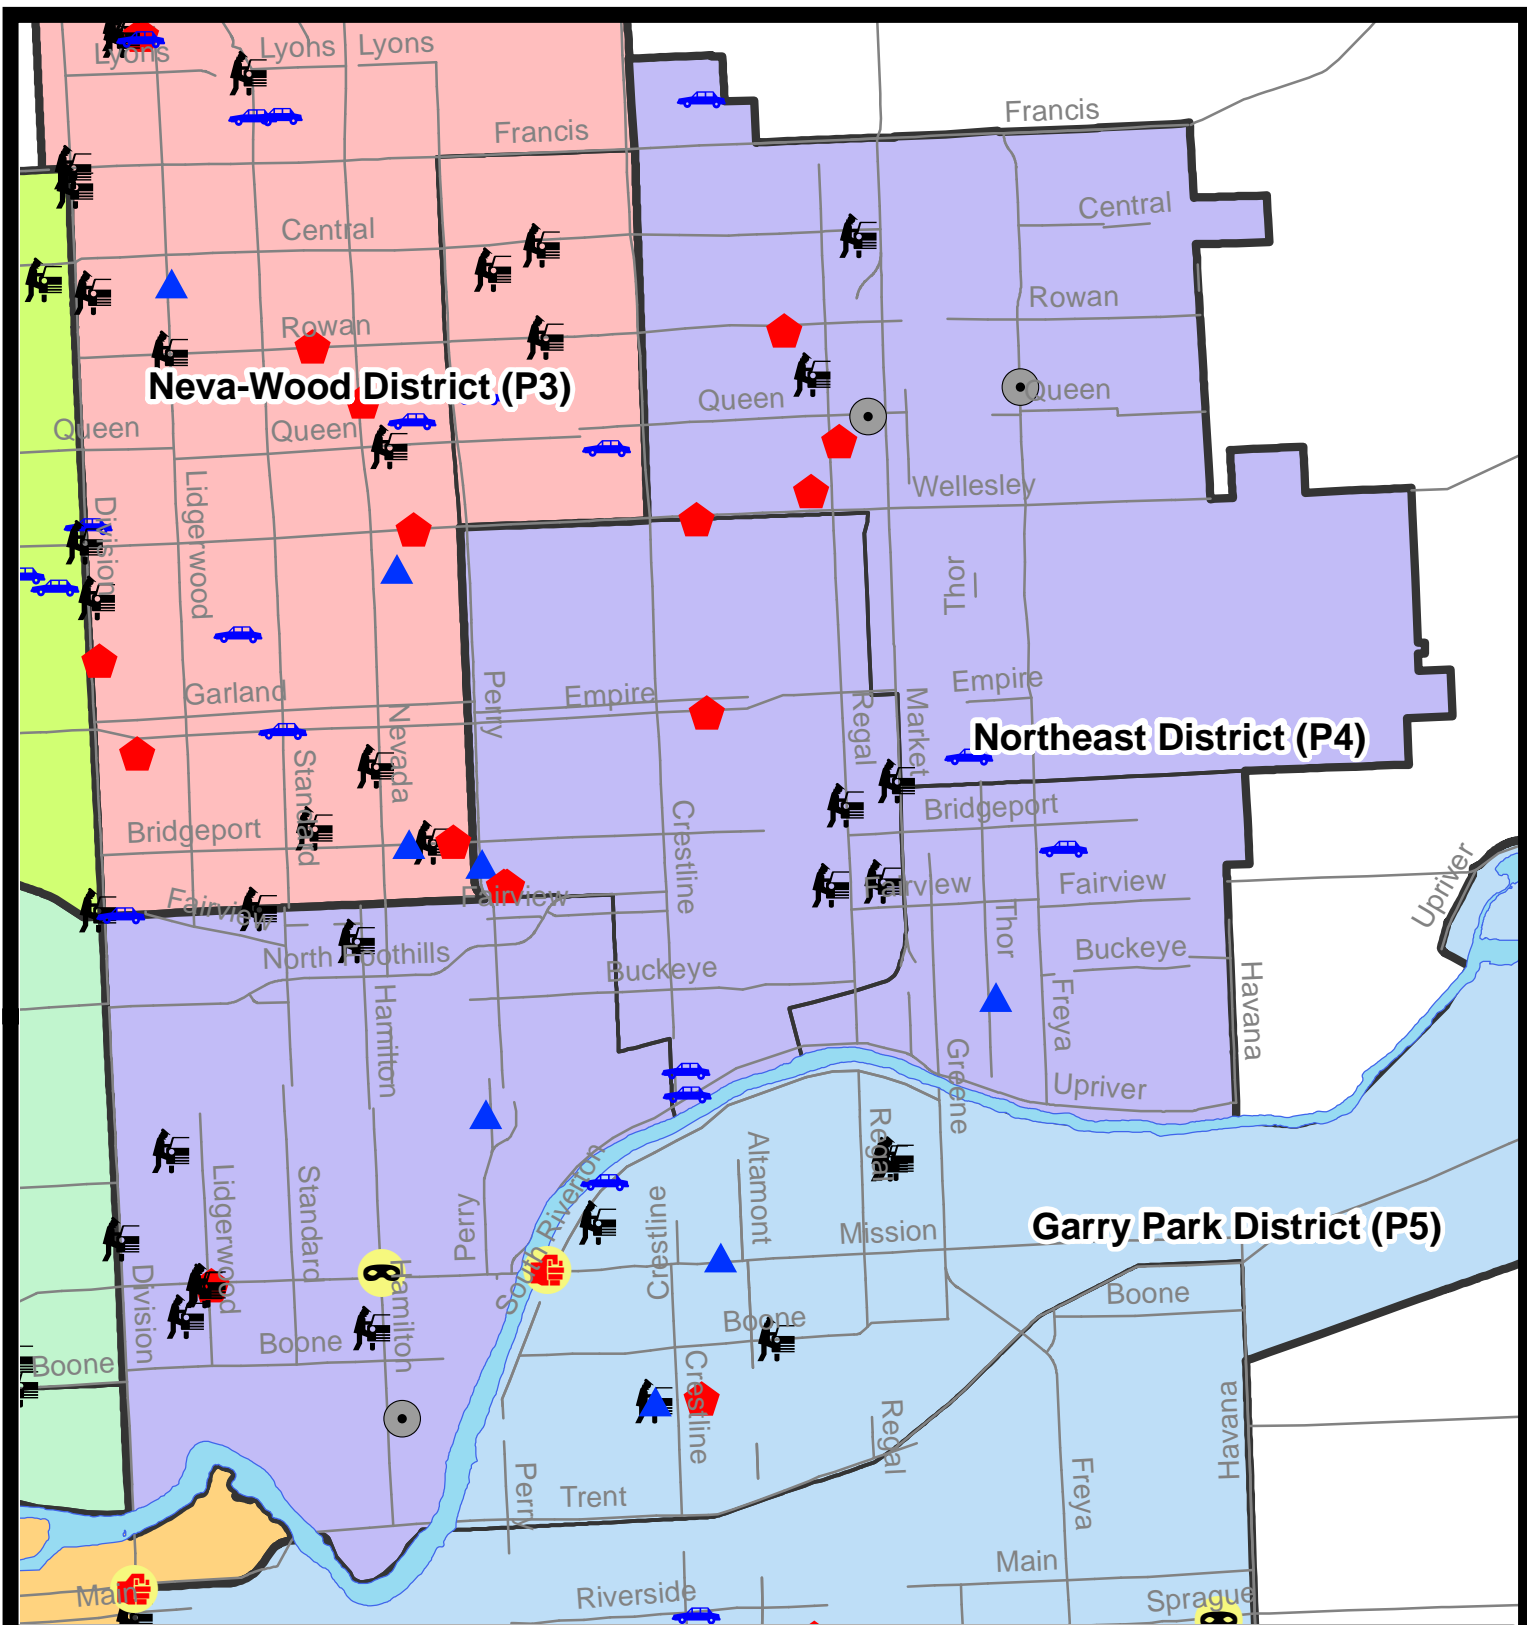 Lyons
Lyons
Lyons
Francis
Francis
Central
Central
Rowan
Rowan
Neva-Wood District (P3)
Queen
Queen
Queen
Queen
Wellesley
Division
Lidgerwood
Thor
Garland
Empire
Empire
Perry
Nevada
Regal
Market
Northeast District (P4)
Standard
Bridgeport
Bridgeport
Crestline
Fairview
Fairview
Fairview
Fairview
Upriver
North Foothills
Buckeye
Buckeye
Thor
Freya
Havana
Hamilton
Greene
Upriver
Lidgerwood
Standard
Perry
South Riverton
Crestline
Altamont
Regal
Mission
Garry Park District (P5)
Division
Hamilton
Boone
Boone
Boone
Boone
Crestline
Regal
Havana
Perry
Trent
Freya
Main
Main
Riverside
Sprague